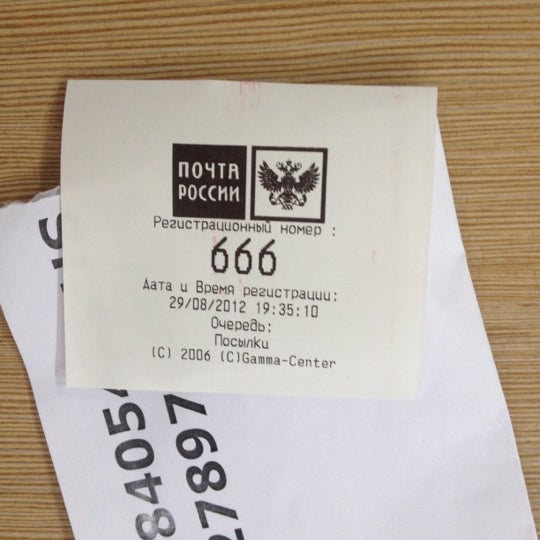 ПОЧТА
РОССИИ
Регистрационный номер :
666
Дата и Время регистрации:
29/08/2012 19:35:10
Очередь:
Посылки
(C) 2006 (C)Gamma-Center